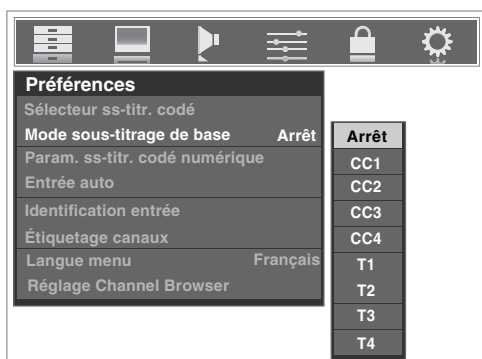 Préférences
Sélecteur ss-titr. codé
Mode sous-titrage de base Arrêt
Param. ss-titr. codé numérique
Entrée auto
Identification entrée
Étiquetage canaux
Langue menu Français
Réglage Channel Browser
Arrêt
CC1
CC2
CC3
CC4
T1
T2
T3
T4